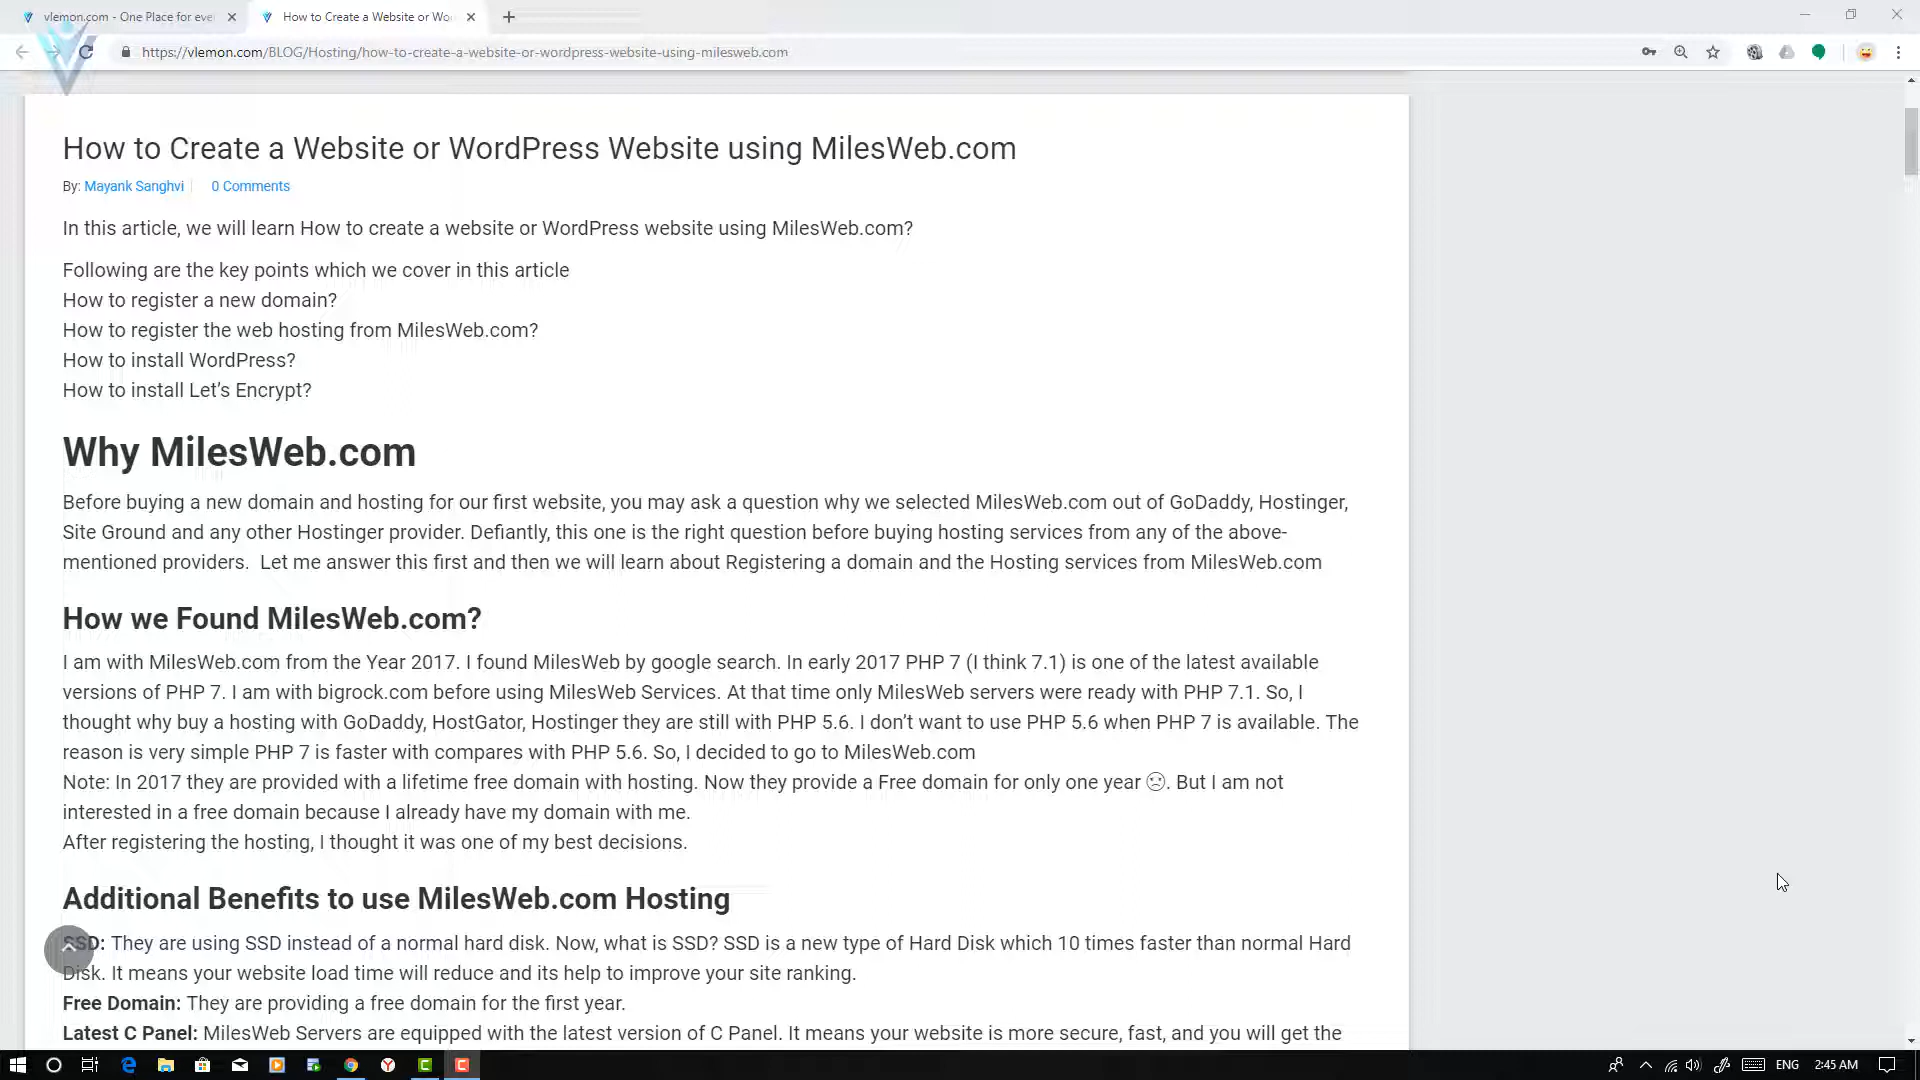 vlemon.com - One Place for eve
How to Create a Website or Wo
https://vlemon.com/BLOG/Hosting/how-to-create-a-website-or-wordpress-website-using-milesweb.com
How to Create a Website or WordPress Website using MilesWeb.com
By: Mayank Sanghvi 0 Comments
In this article, we will learn How to create a website or WordPress website using MilesWeb.com?
Following are the key points which we cover in this article
How to register a new domain?
How to register the web hosting from MilesWeb.com?
How to install WordPress?
How to install Let’s Encrypt?
Why MilesWeb.com
Before buying a new domain and hosting for our first website, you may ask a question why we selected MilesWeb.com out of GoDaddy, Hostinger,
Site Ground and any other Hostinger provider. Defiantly, this one is the right question before buying hosting services from any of the above-
mentioned providers.  Let me answer this first and then we will learn about Registering a domain and the Hosting services from MilesWeb.com
How we Found MilesWeb.com?
I am with MilesWeb.com from the Year 2017. I found MilesWeb by google search. In early 2017 PHP 7 (I think 7.1) is one of the latest available
versions of PHP 7. I am with bigrock.com before using MilesWeb Services. At that time only MilesWeb servers were ready with PHP 7.1. So, I
thought why buy a hosting with GoDaddy, HostGator, Hostinger they are still with PHP 5.6. I don’t want to use PHP 5.6 when PHP 7 is available. The
reason is very simple PHP 7 is faster with compares with PHP 5.6. So, I decided to go to MilesWeb.com
Note: In 2017 they are provided with a lifetime free domain with hosting. Now they provide a Free domain for only one year ☹. But I am not
interested in a free domain because I already have my domain with me.
After registering the hosting, I thought it was one of my best decisions.
Additional Benefits to use MilesWeb.com Hosting
SSD: They are using SSD instead of a normal hard disk. Now, what is SSD? SSD is a new type of Hard Disk which 10 times faster than normal Hard
Disk. It means your website load time will reduce and its help to improve your site ranking.
Free Domain: They are providing a free domain for the first year.
Latest C Panel: MilesWeb Servers are equipped with the latest version of C Panel. It means your website is more secure, fast, and you will get the
ENG 2:45 AM